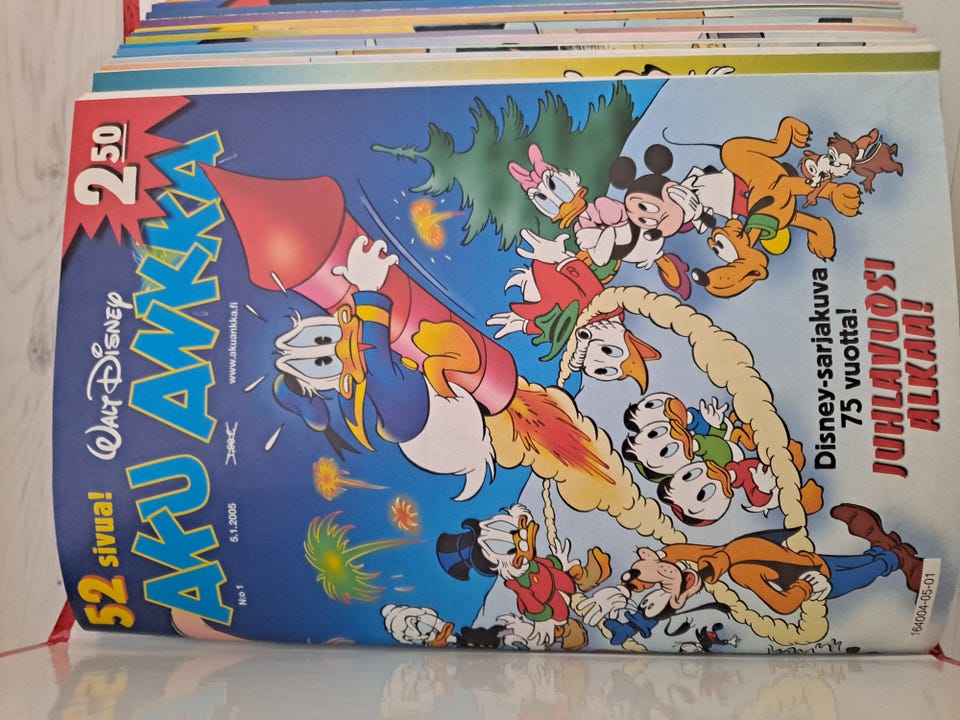 52 sivua!
2.50
WALT DISNEY
AKU ANKKA
N:o 1
5.1.2005
www.akuankka.fi
Disney-sarjakuva
75 vuotta!
JUHLAVUOSI
ALKAA!
164004-05-01